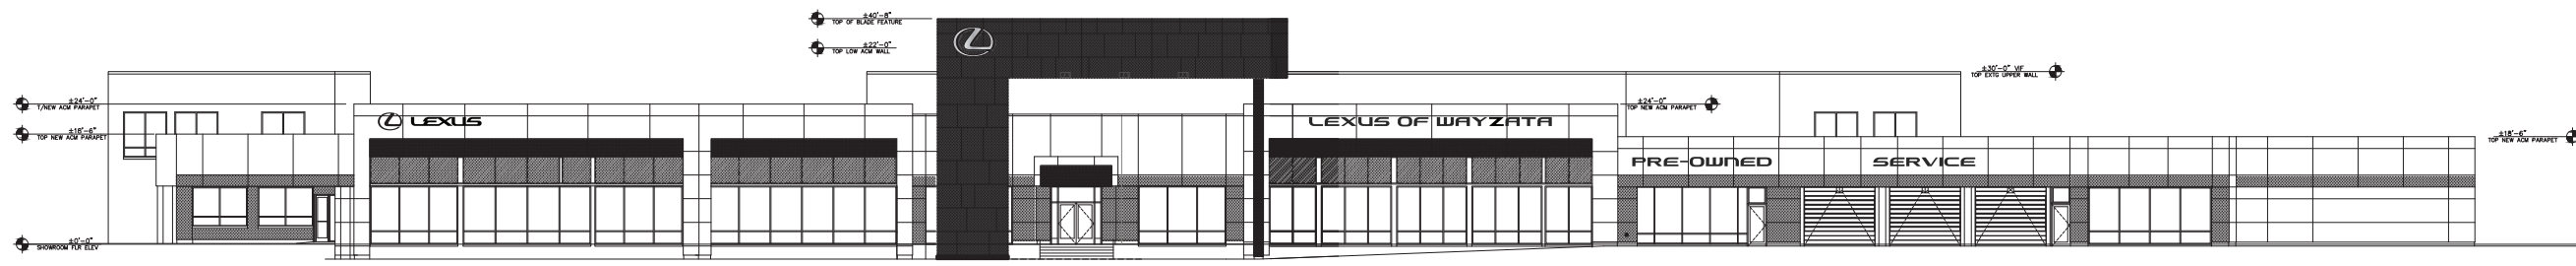 ±40'-8"
TOP OF BLADE FEATURE
±22'-0"
TOP LOW ACM WALL
±30'-0" VIF
TOP EXTG UPPER WALL
±24'-0"
T/NEW ACM PARAPET
±24'-0"
TOP NEW ACM PARAPET
LEXUS
LEXUS OF WAYZATA
±18'-6"
TOP NEW ACM PARAPET
±18'-6"
TOP NEW ACM PARAPET
PRE-OWNED
SERVICE
±0'-0"
SHOWROOM FLR ELEV